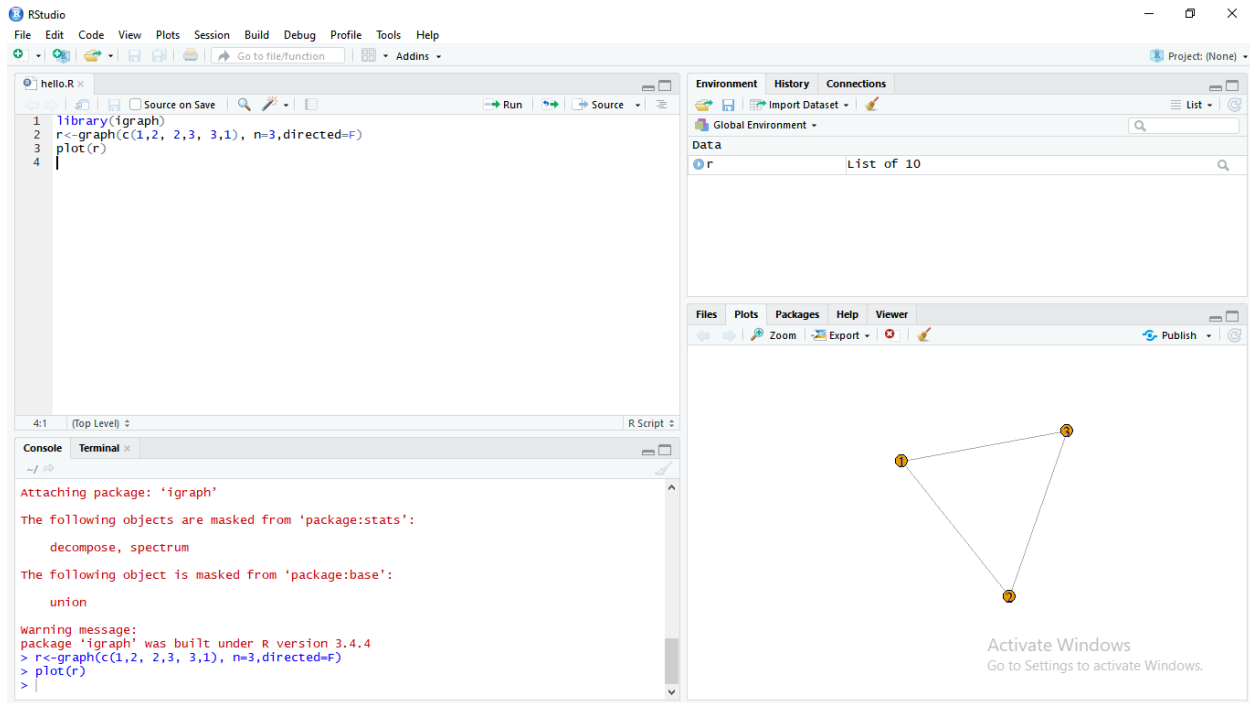 RStudio
File Edit Code View Plots Session Build Debug Profile Tools Help
Go to file/function Addins Project: (None)
hello.R
Source on Save Run Source
1 library(igraph)
2 r<-graph(c(1,2, 2,3, 3,1), n=3,directed=F)
3 plot(r)
4
4:1 (Top Level) R Script
Console Terminal
~/
Attaching package: ‘igraph’
The following objects are masked from ‘package:stats’:
decompose, spectrum
The following object is masked from ‘package:base’:
union
Warning message:
package ‘igraph’ was built under R version 3.4.4
> r<-graph(c(1,2, 2,3, 3,1), n=3,directed=F)
> plot(r)
>
Environment History Connections
Import Dataset List
Global Environment
Data
r List of 10
Files Plots Packages Help Viewer
Zoom Export Publish
3
1
2
Activate Windows
Go to Settings to activate Windows.